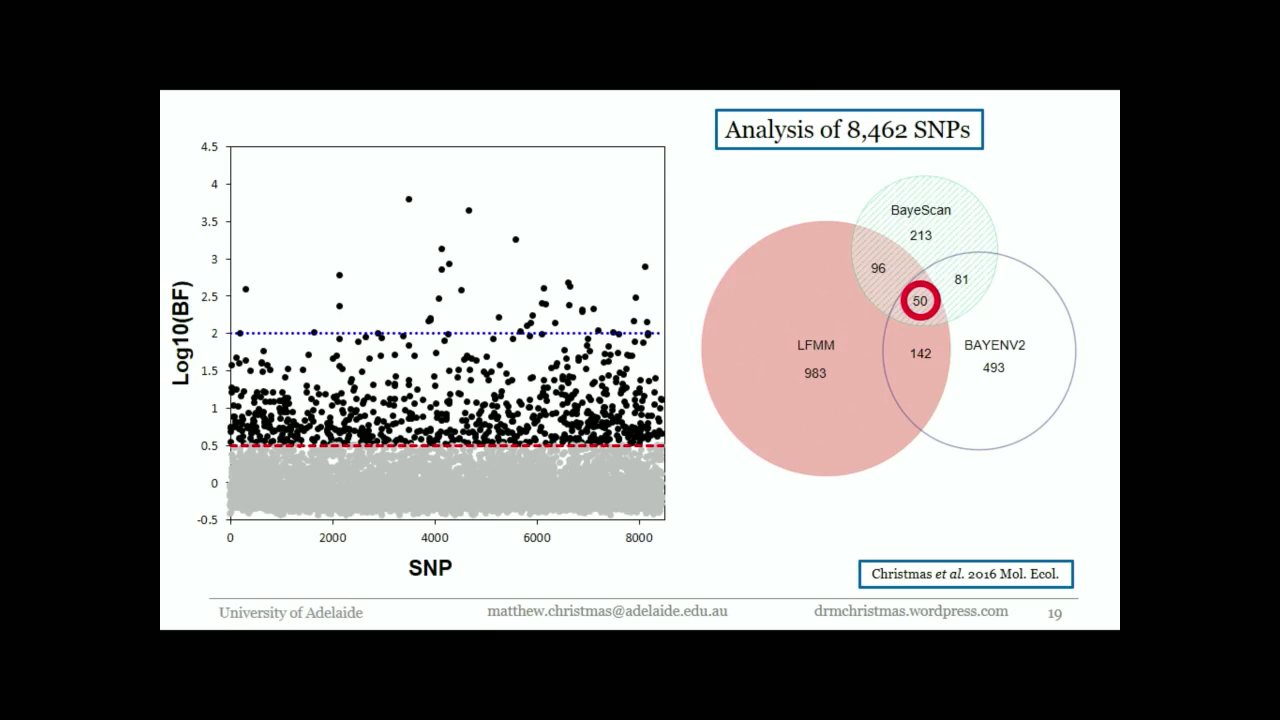 Analysis of 8,462 SNPs
4.5
4
3.5
3
2.5
2
1.5
1
0.5
0
-0.5
Log10(BF)
0 2000 4000 6000 8000
SNP
BayeScan
213
96
81
50
LFMM
983
142
BAYENV2
493
Christmas et al. 2016 Mol. Ecol.
University of Adelaide matthew.christmas@adelaide.edu.au drmchristmas.wordpress.com 19